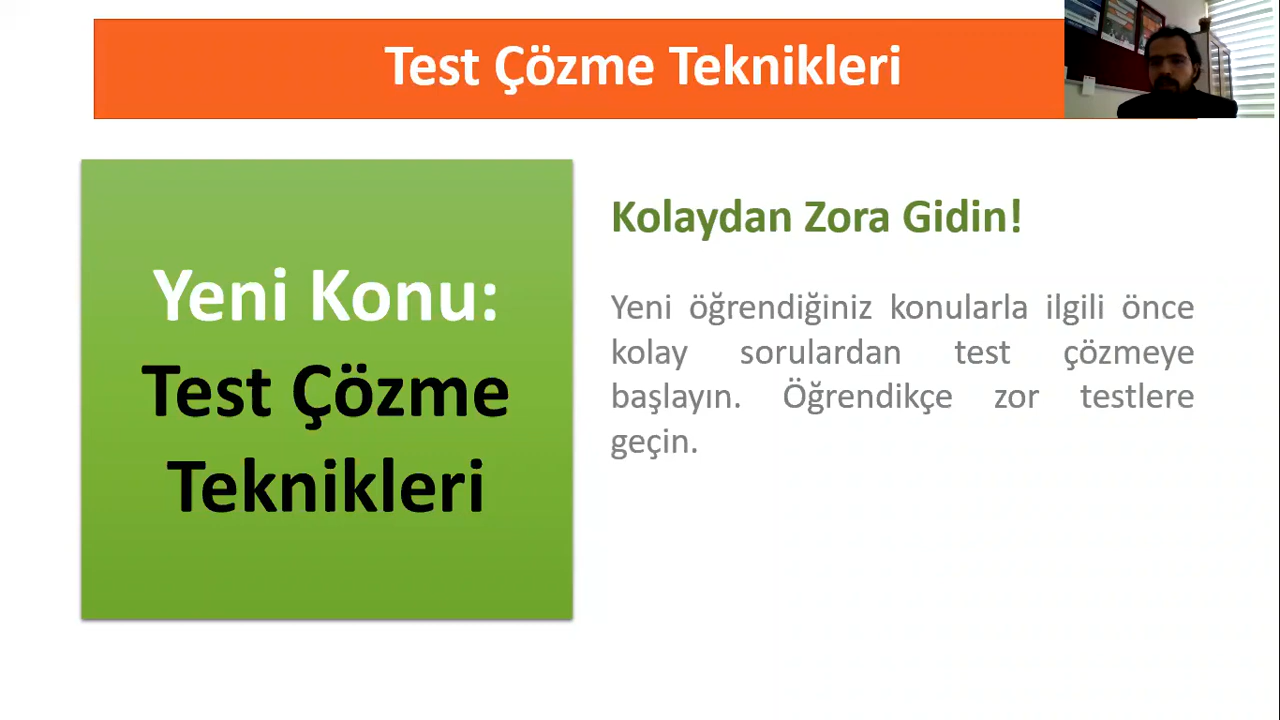 Test Çözme Teknikleri
Yeni Konu:
Test Çözme
Teknikleri
Kolaydan Zora Gidin!
Yeni öğrendiğiniz konularla ilgili önce
kolay sorulardan test çözmeye
başlayın. Öğrendikçe zor testlere
geçin.